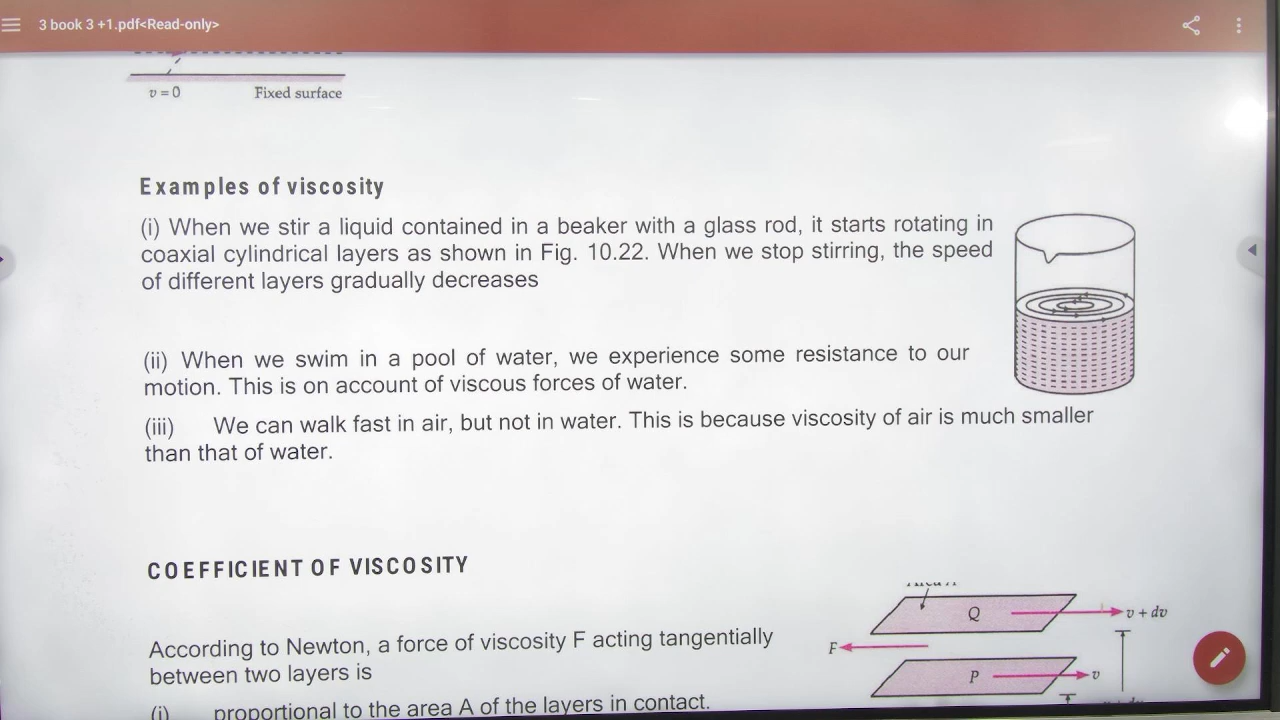 3 book 3 +1.pdf<Read-only>
v = 0 Fixed surface
Examples of viscosity
(i) When we stir a liquid contained in a beaker with a glass rod, it starts rotating in
coaxial cylindrical layers as shown in Fig. 10.22. When we stop stirring, the speed
of different layers gradually decreases
(ii) When we swim in a pool of water, we experience some resistance to our
motion. This is on account of viscous forces of water.
(iii) We can walk fast in air, but not in water. This is because viscosity of air is much smaller
than that of water.
COEFFICIENT OF VISCOSITY
Q
v + dv
According to Newton, a force of viscosity F acting tangentially
F
between two layers is
P
v
(i) proportional to the area A of the layers in contact.